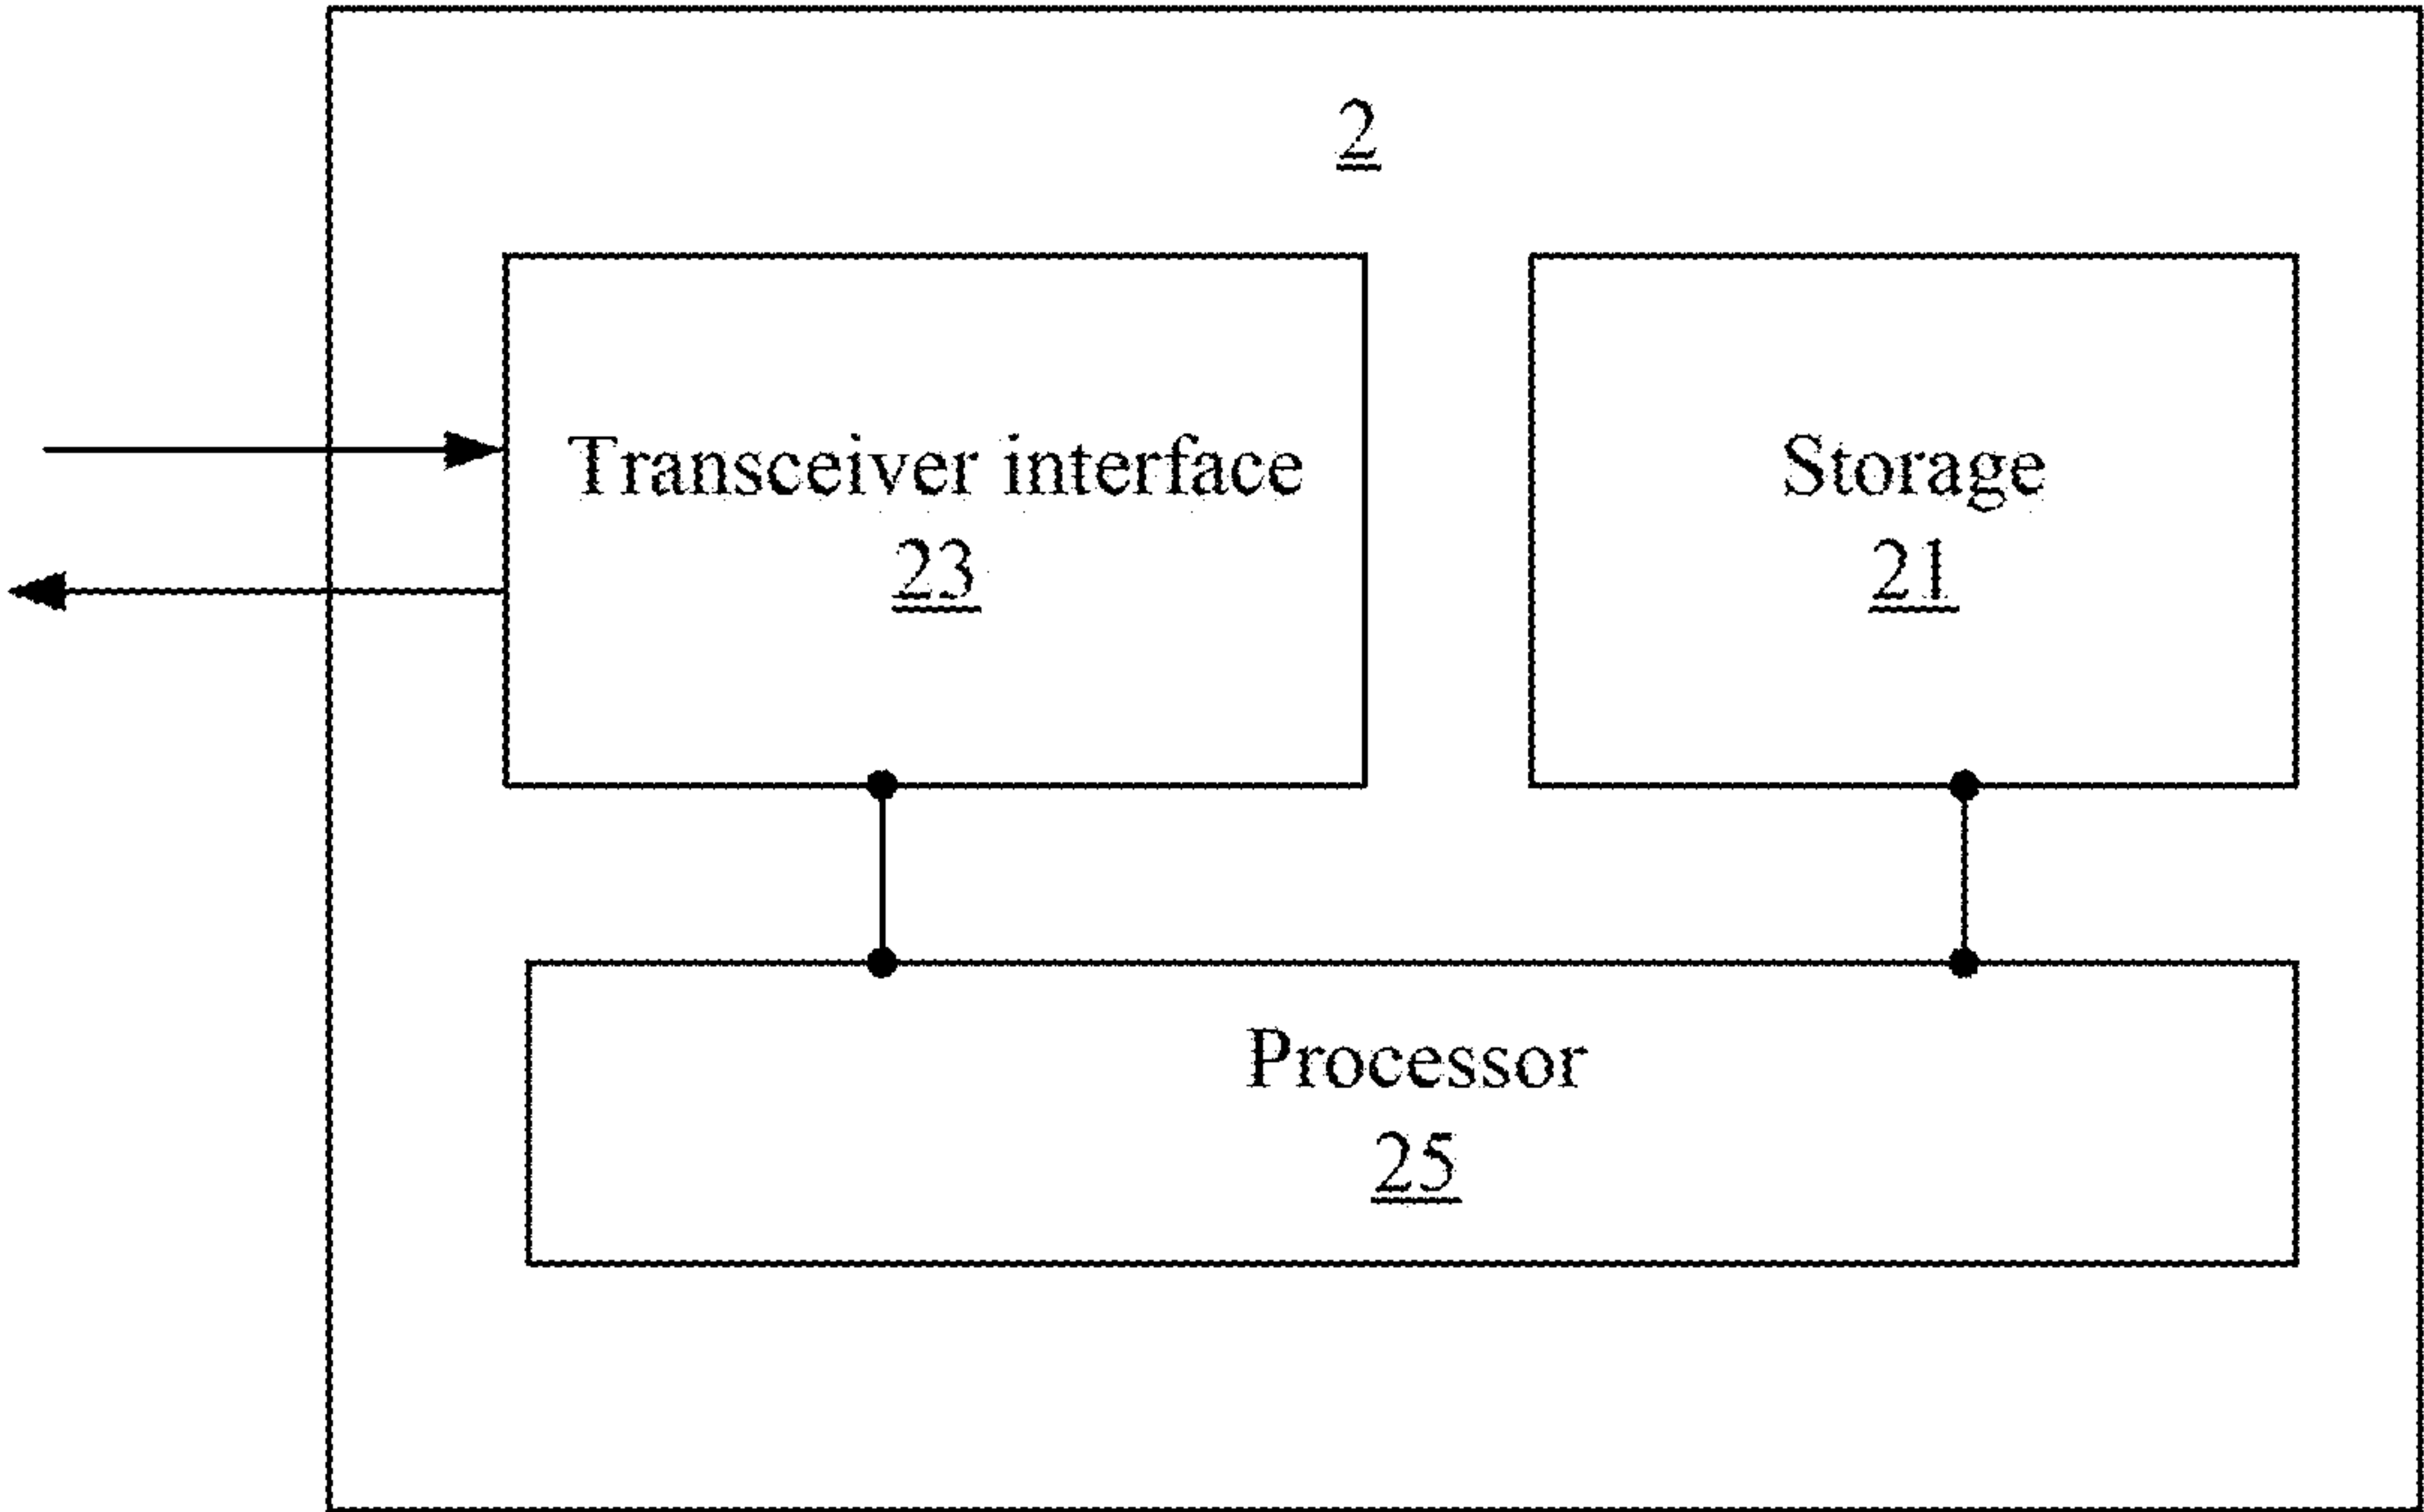 2
Transceiver interface
23
Storage
21
Processor
25